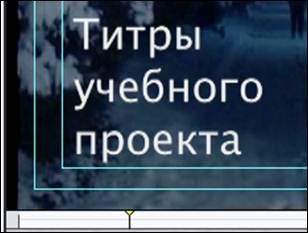 Титры
учебного
проекта